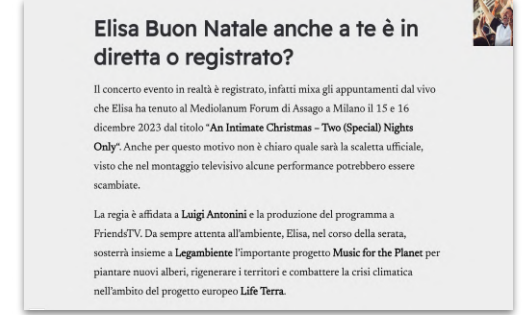 Elisa Buon Natale anche a te è in
diretta o registrato?
Il concerto evento in realtà è registrato, infatti mixa gli appuntamenti dal vivo
che Elisa ha tenuto al Mediolanum Forum di Assago a Milano il 15 e 16
dicembre 2023 dal titolo “An Intimate Christmas – Two (Special) Nights
Only“. Anche per questo motivo non è chiaro quale sarà la scaletta ufficiale,
visto che nel montaggio televisivo alcune performance potrebbero essere
scambiate.
La regia è affidata a Luigi Antonini e la produzione del programma a
FriendsTV. Da sempre attenta all’ambiente, Elisa, nel corso della serata,
sosterrà insieme a Legambiente l’importante progetto Music for the Planet per
piantare nuovi alberi, rigenerare i territori e combattere la crisi climatica
nell’ambito del progetto europeo Life Terra.